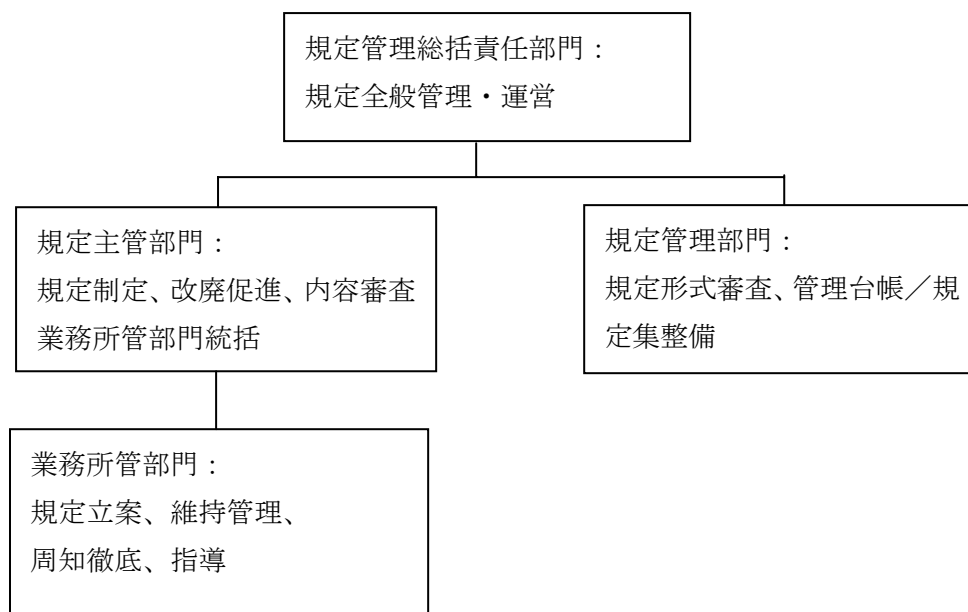 規定管理総括責任部門：
規定全般管理・運営
規定主管部門：
規定制定、改廃促進、内容審査
業務所管部門統括
規定管理部門：
規定形式審査、管理台帳／規
定集整備
業務所管部門：
規定立案、維持管理、
周知徹底、指導